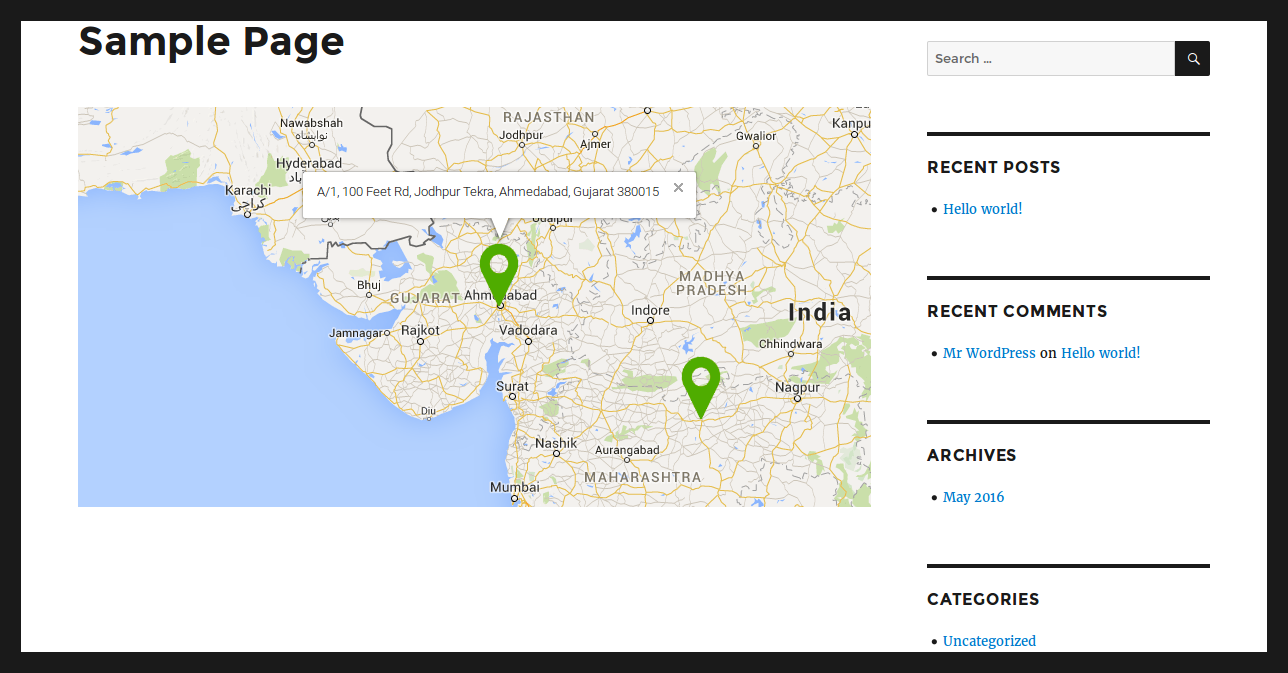 Sample Page
Search ...
RAJASTHAN
Nawabshah
نوابشاہ
Jodhpur
Ajmer
Gwalior
Kanpu
Hyderabad
Karachi
کراچی
A/1, 100 Feet Rd, Jodhpur Tekra, Ahmedabad, Gujarat 380015
Udaipur
Bhuj
GUJARAT
Ahmedabad
MADHYA
PRADESH
Indore
India
Jamnagar
Rajkot
Vadodara
Chhindwara
Surat
Nagpur
Diu
Nashik
Aurangabad
MAHARASHTRA
Mumbai
RECENT POSTS
Hello world!
RECENT COMMENTS
Mr WordPress on Hello world!
ARCHIVES
May 2016
CATEGORIES
Uncategorized